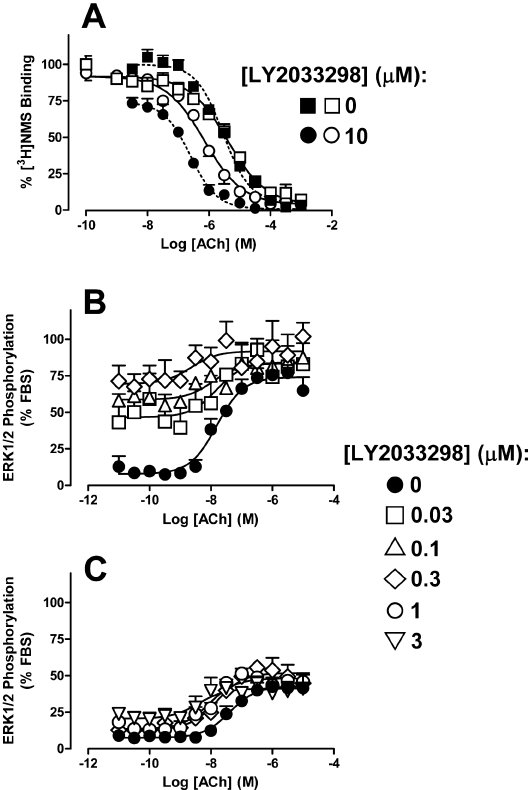 A
% [³H]NMS Binding
100
75
50
25
0
-10
-8
-6
-4
-2
Log [ACh] (M)
[LY2033298] (μM):
0
10
B
ERK1/2 Phosphorylation
(% FBS)
100
75
50
25
0
-12
-10
-8
-6
-4
Log [ACh] (M)
[LY2033298] (μM):
0
0.03
0.1
0.3
1
3
C
ERK1/2 Phosphorylation
(% FBS)
100
75
50
25
0
-12
-10
-8
-6
-4
Log [ACh] (M)